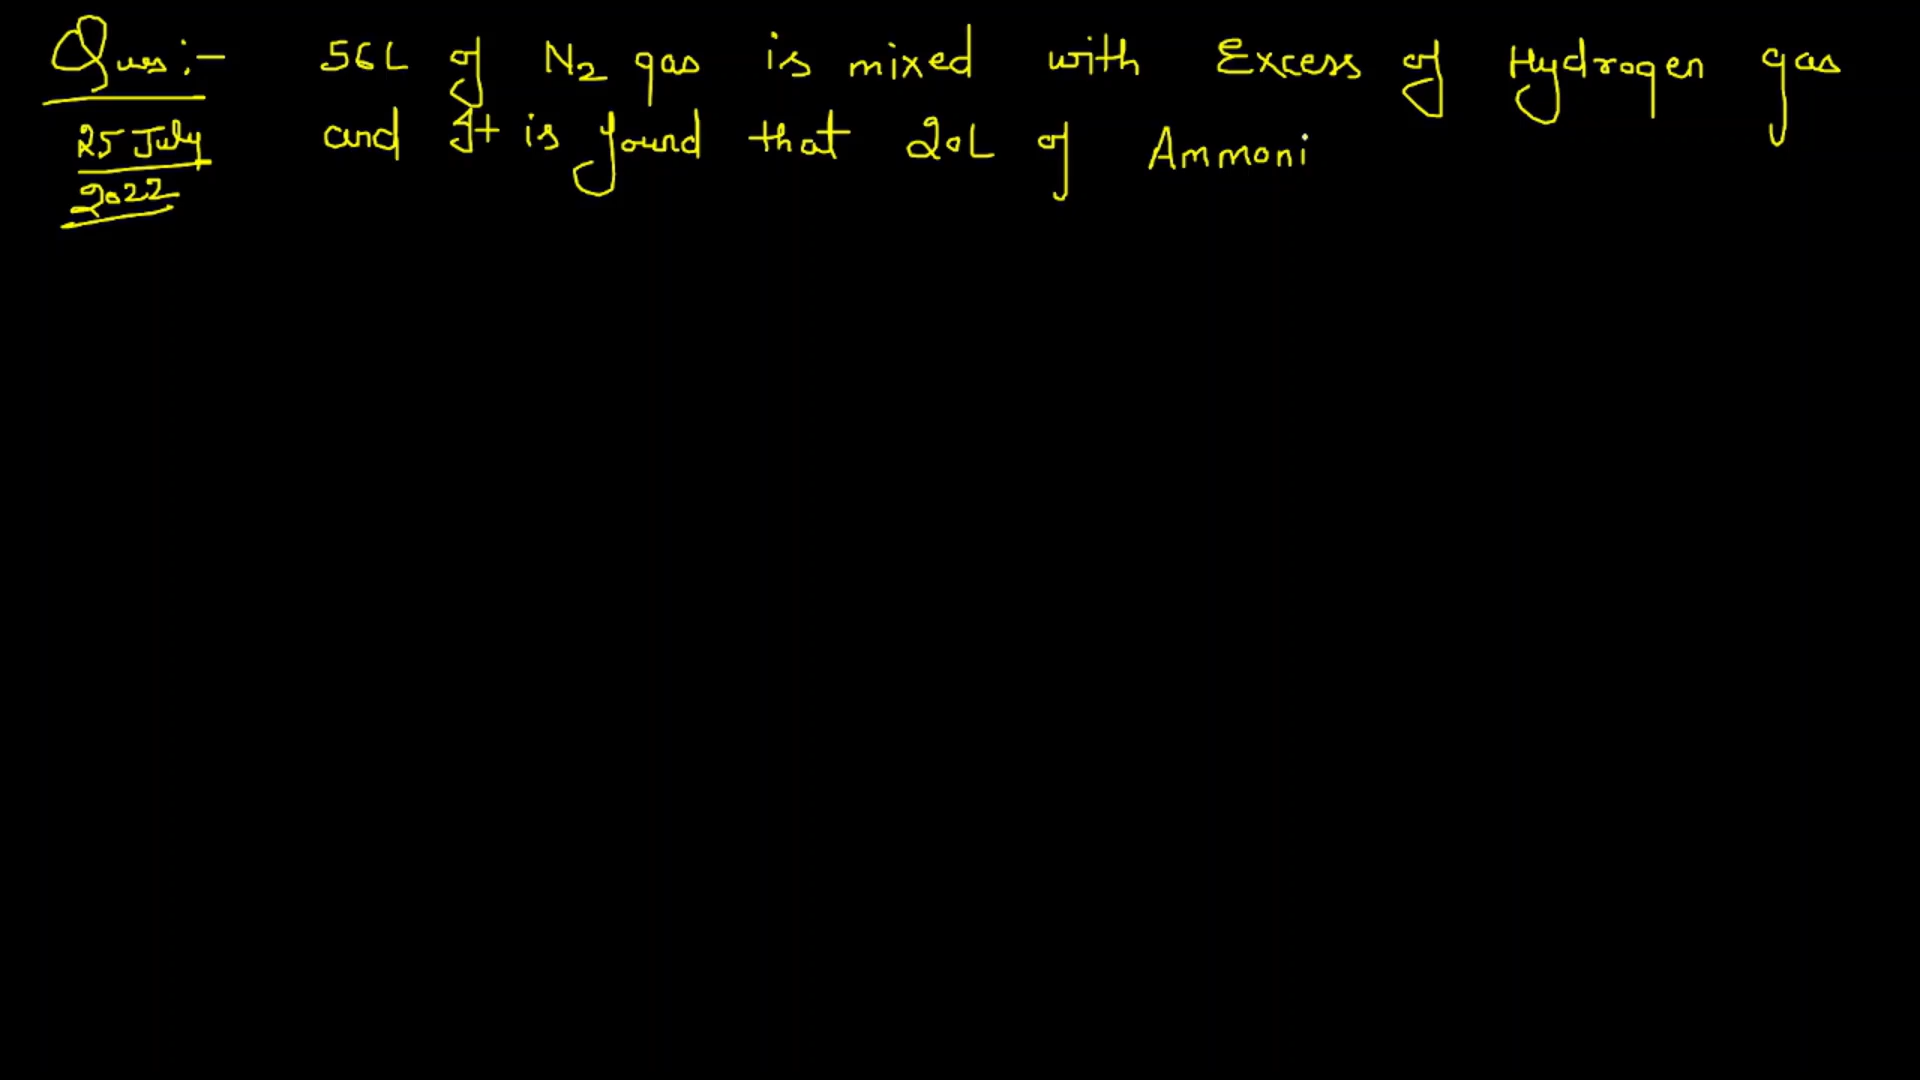 Ques:- 56L of N2 gas is mixed with Excess of Hydrogen gas
25 July and It is found that 20L of Ammoni
2022